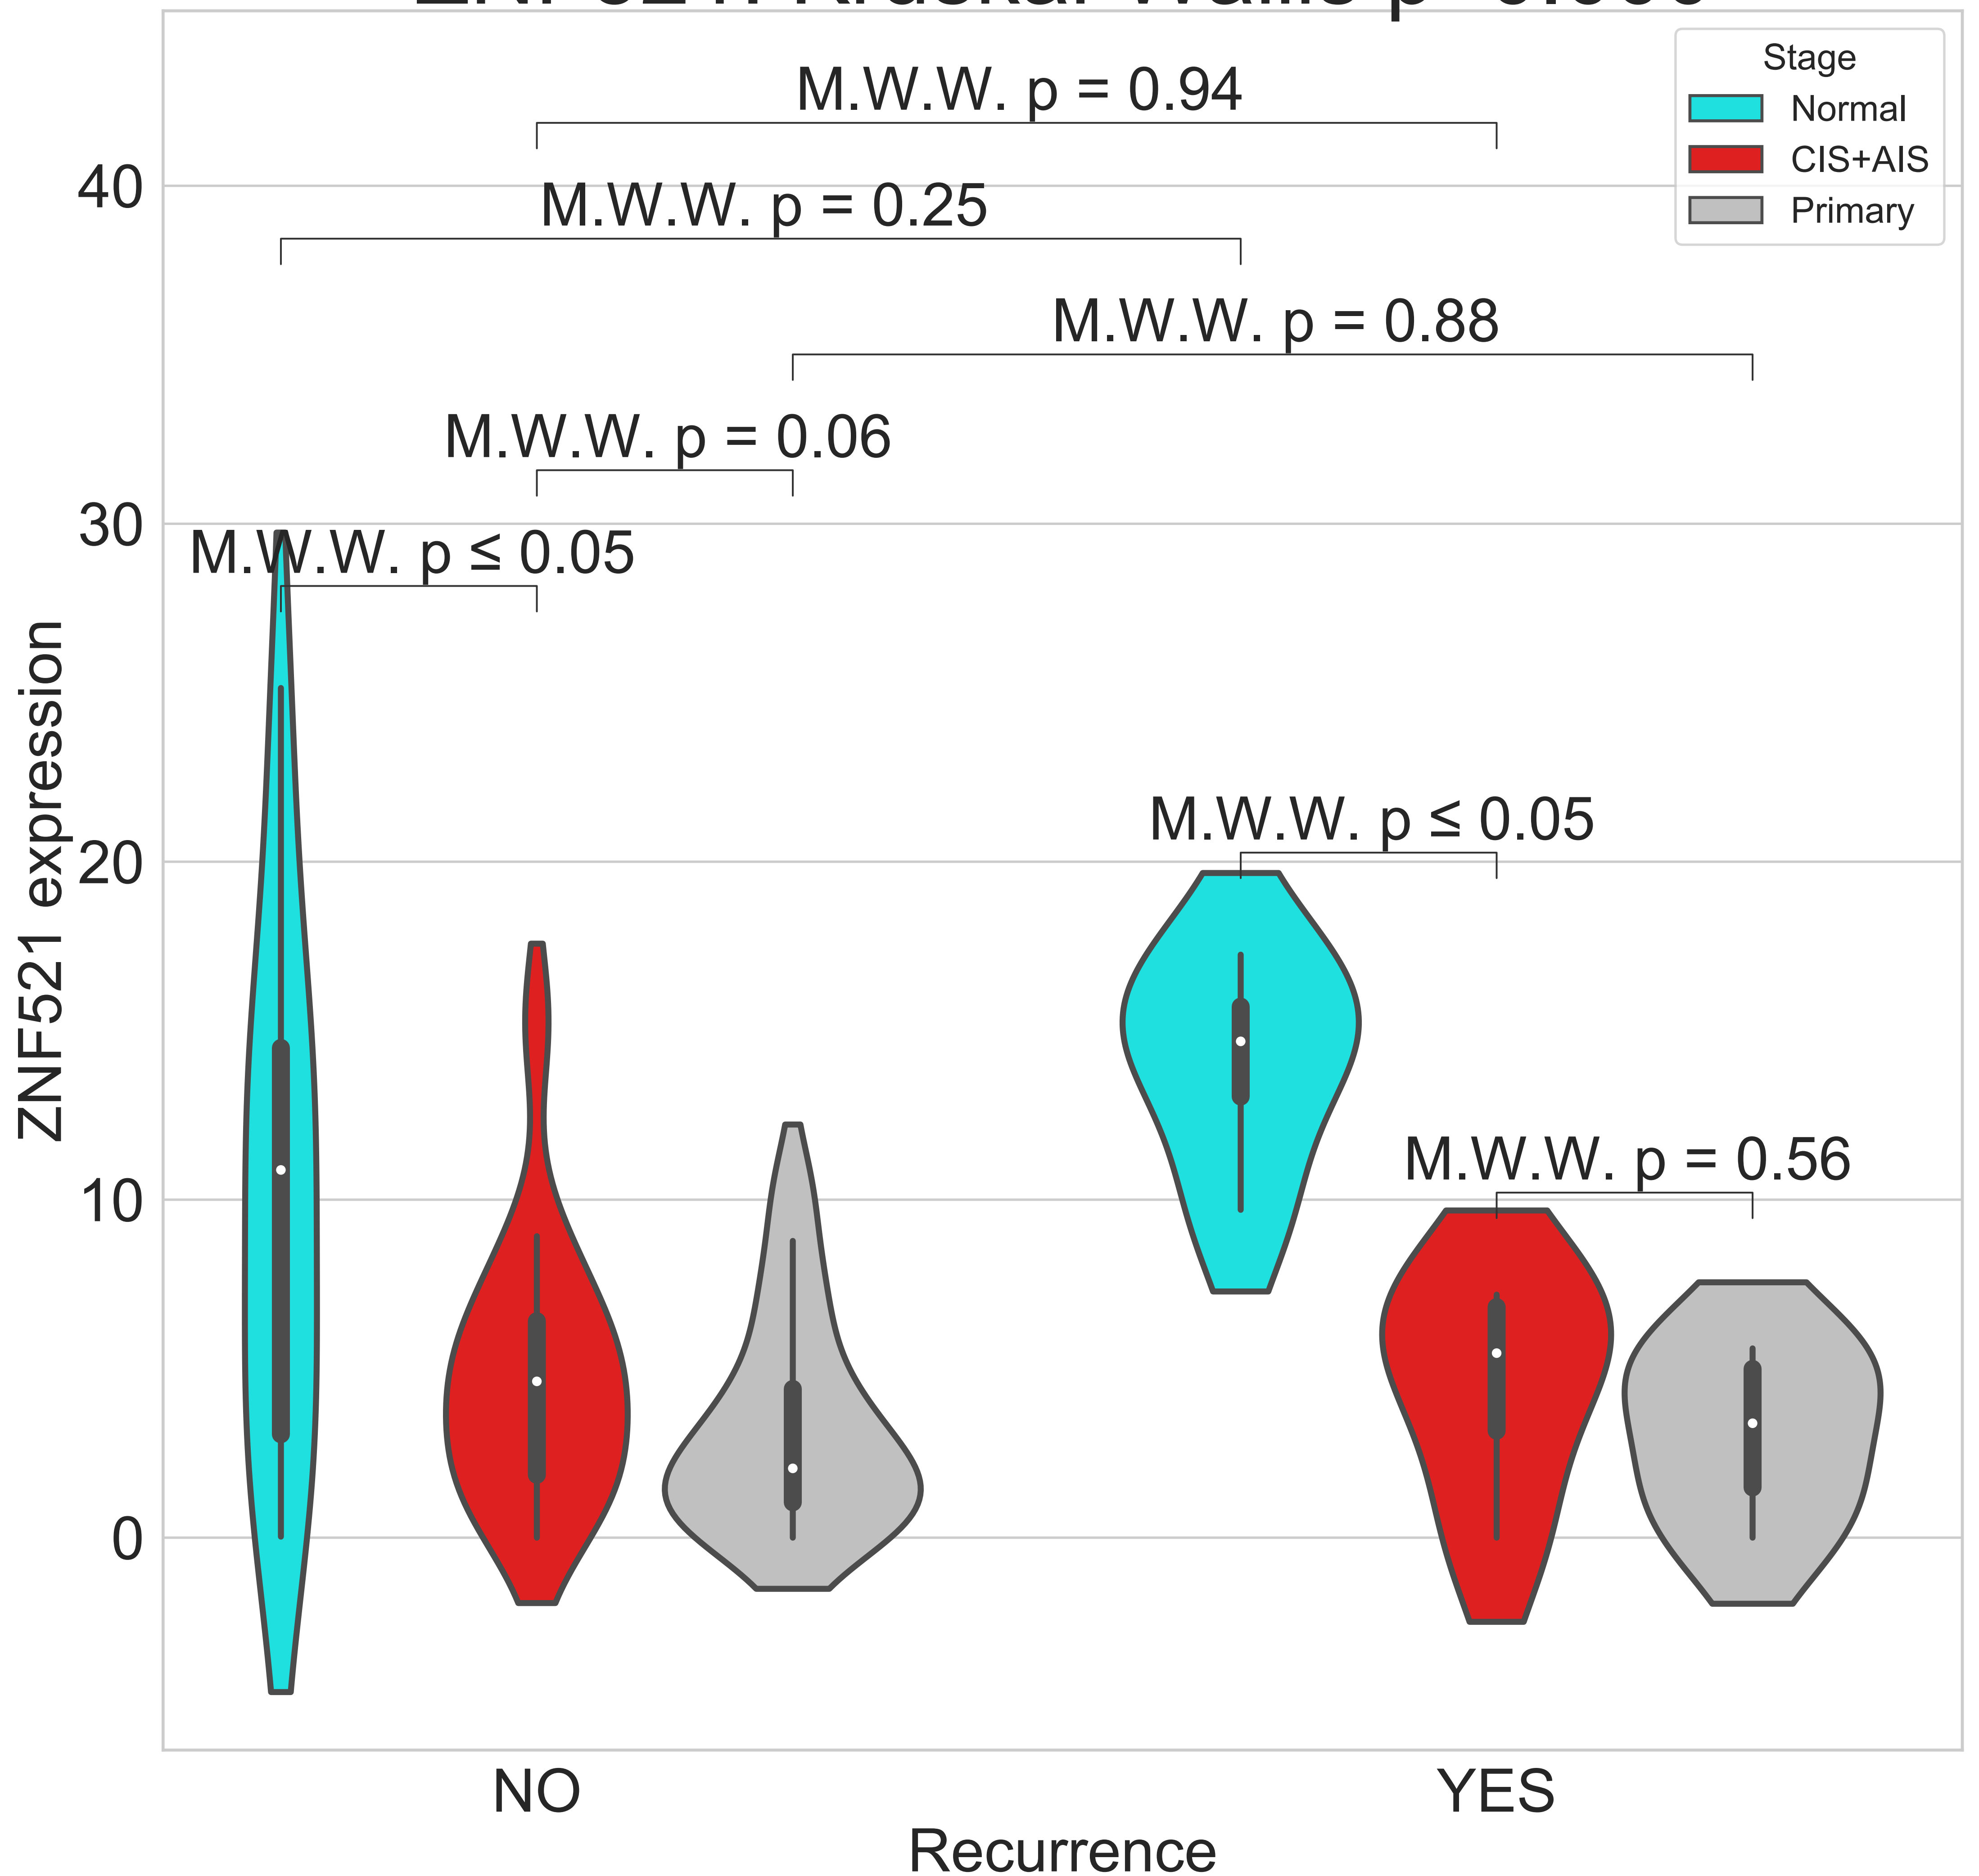 Stage
Normal
CIS+AIS
Primary
M.W.W. p = 0.94
M.W.W. p = 0.25
M.W.W. p = 0.88
M.W.W. p = 0.06
M.W.W. p ≤ 0.05
M.W.W. p ≤ 0.05
M.W.W. p = 0.56
40
30
20
10
0
ZNF521 expression
NO
YES
Recurrence